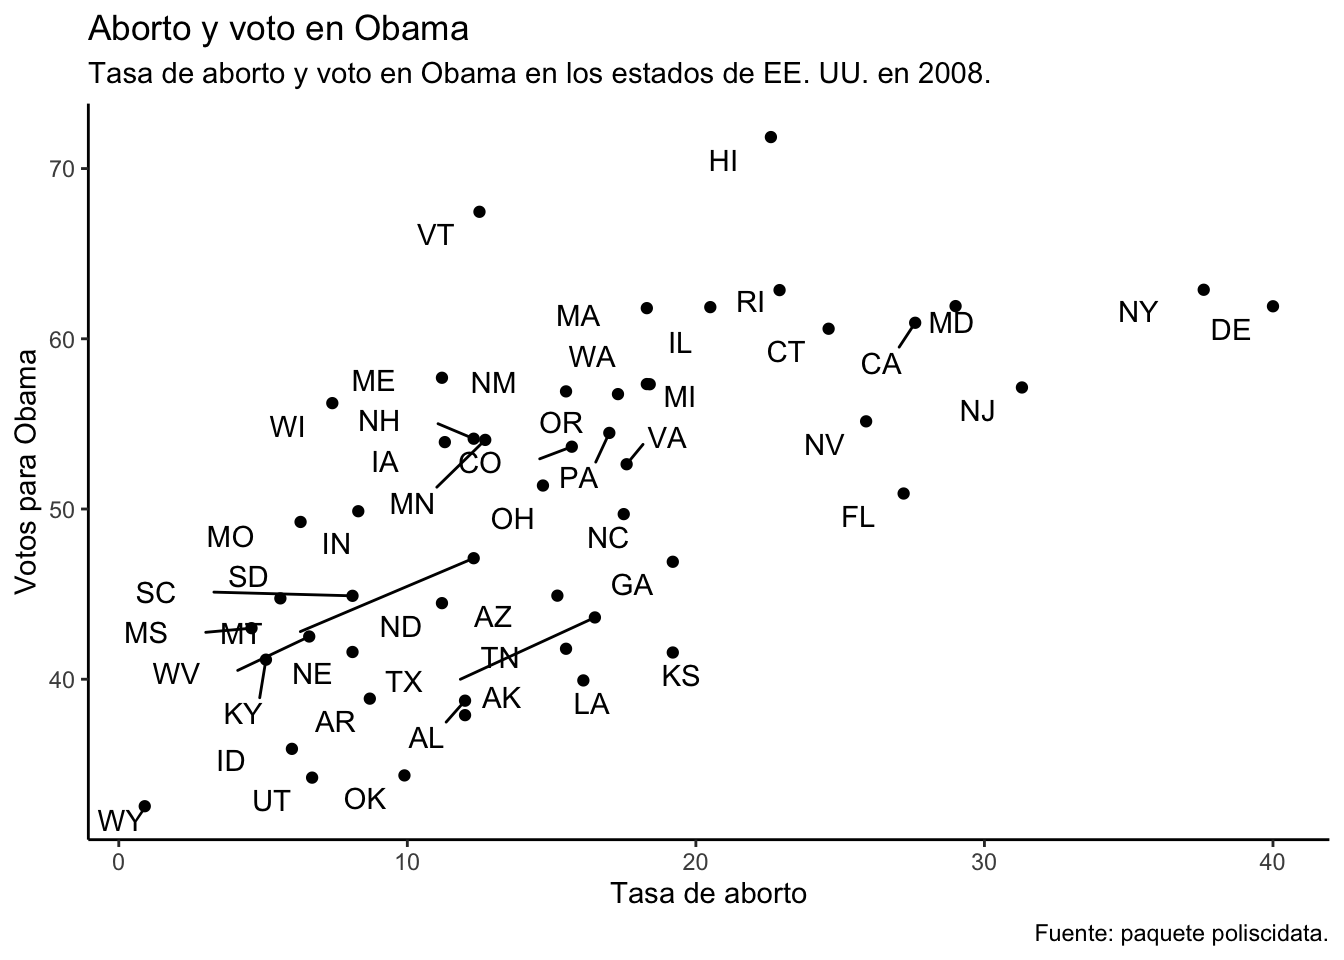 Aborto y voto en Obama
Tasa de aborto y voto en Obama en los estados de EE. UU. en 2008.
Votos para Obama
70
60
50
40
HI
VT
MA
RI
NY
DE
MD
IL
CT
CA
WA
ME
NM
MI
NJ
WI
NH
OR
VA
NV
IA
CO
PA
MN
OH
FL
MO
IN
NC
SD
SC
GA
MS
MT
ND
AZ
WV
NE
TX
TN
KS
KY
AR
AK
LA
AL
ID
UT
OK
WY
0
10
20
30
40
Tasa de aborto
Fuente: paquete poliscidata.